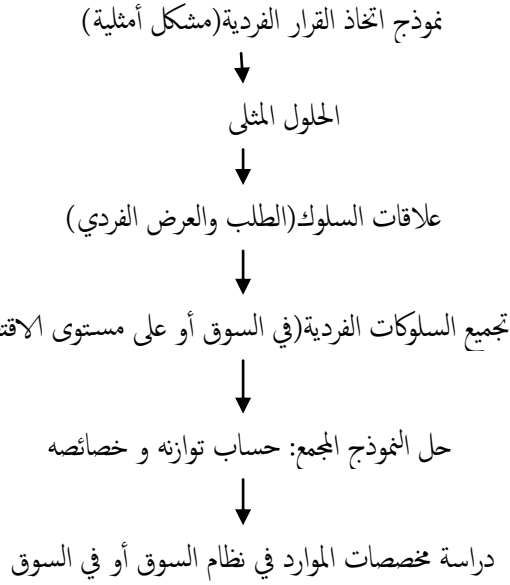 نموذج اتخاذ القرار الفردية(مشكل أمثلية)
الحلول المثلى
علاقات السلوك(الطلب والعرض الفردي)
تجميع السلوكات الفردية(في السوق أو على مستوى
حل النموذج المجمع: حساب توازنه و خصائصه
دراسة مخصصات الموارد في نظام السوق أو في السوق